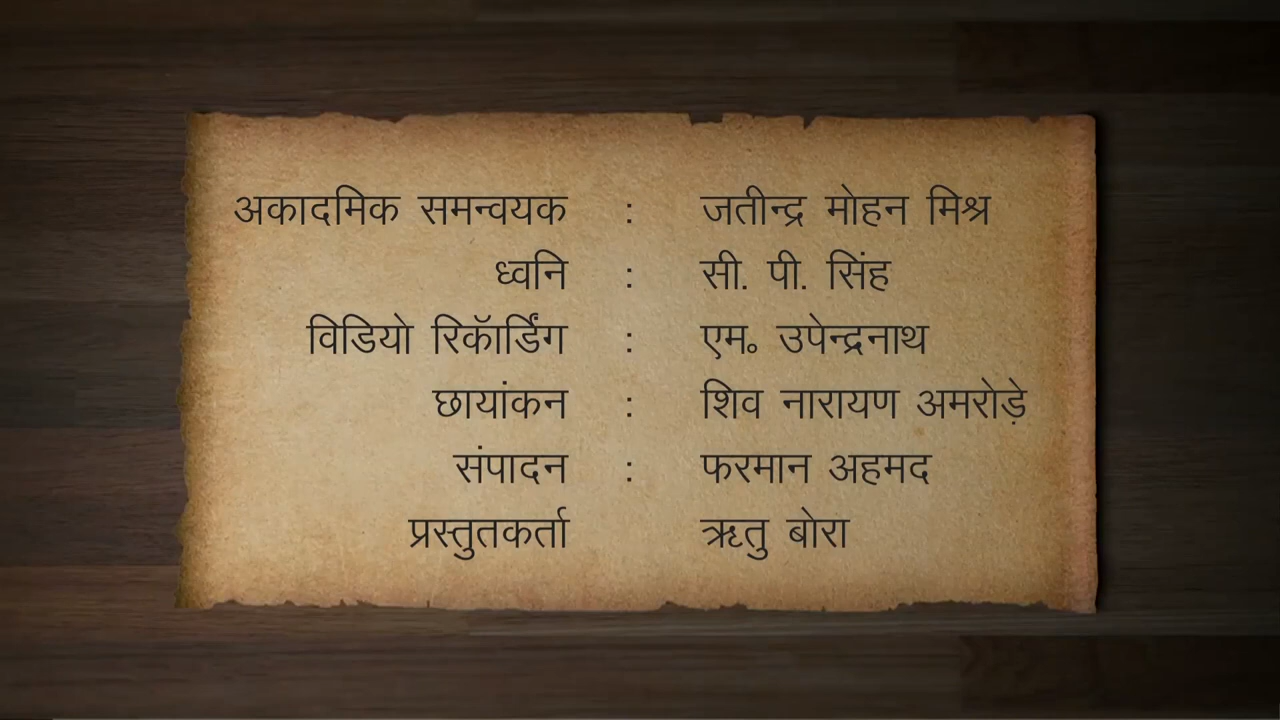 अकादमिक समन्वयक : जतीन्द्र मोहन मिश्र
ध्वनि : सी. पी. सिंह
विडियो रिकॅार्डिंग : एम॰ उपेन्द्रनाथ
छायांकन : शिव नारायण अमरोड़े
संपादन : फरमान अहमद
प्रस्तुतकर्ता ऋतु बोरा